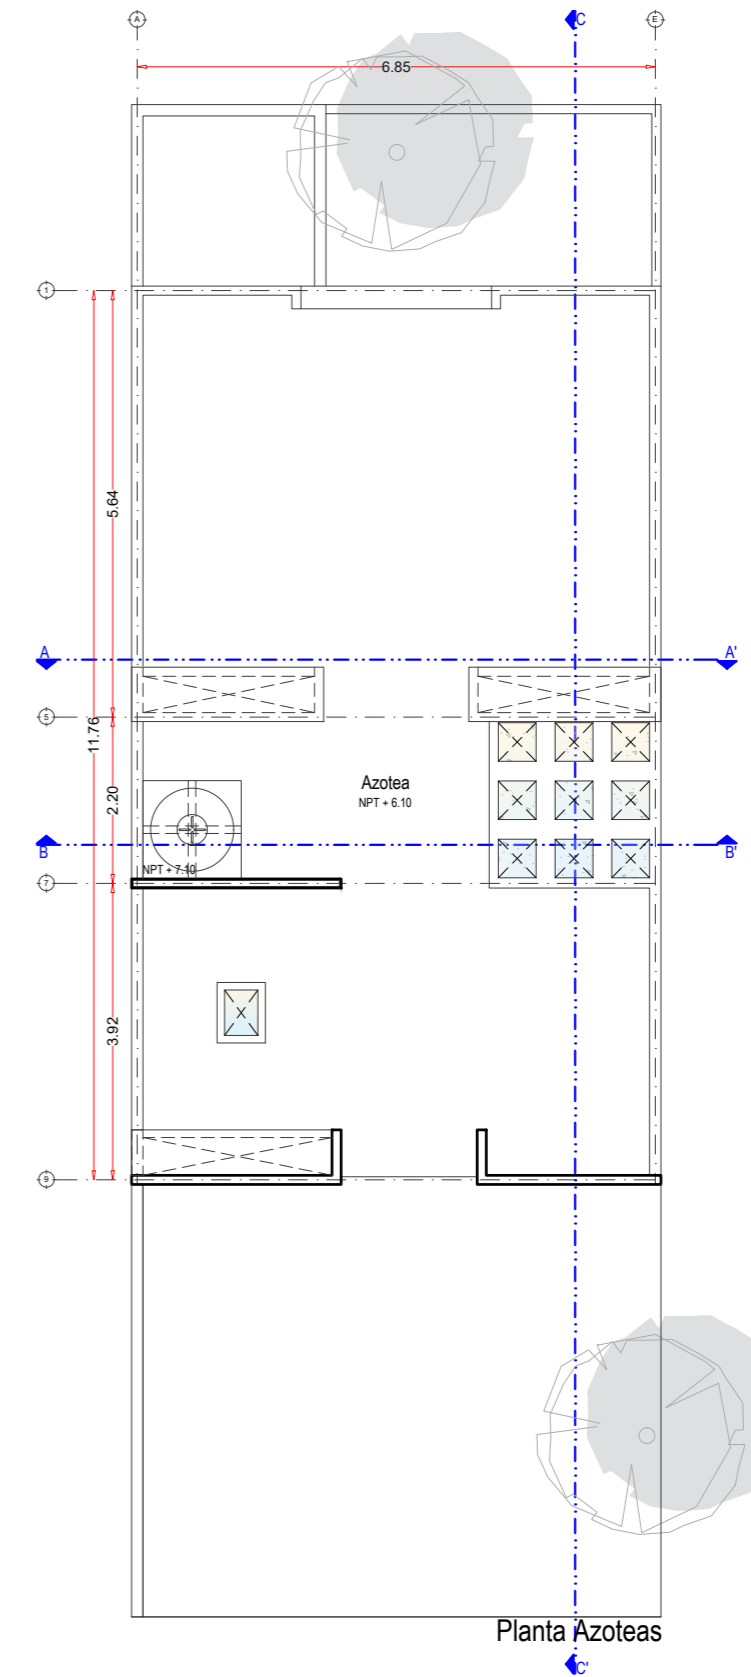 A
C
E
6.85
1
5.64
A
A'
5
11.76
2.20
Azotea
NPT + 6.10
B
B'
NPT + 7.10
7
3.92
9
Planta Azoteas
C'